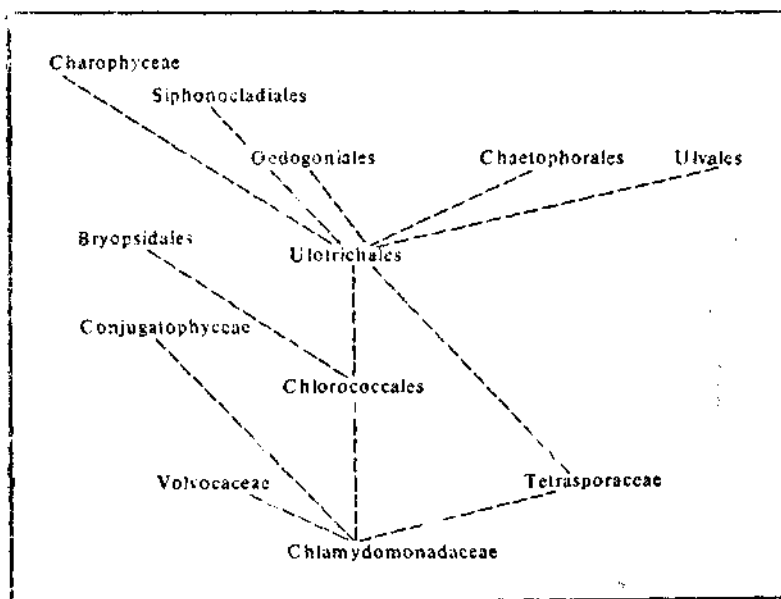 Charophyceae
Siphonocladiales
Oedogoniales
Chaetophorales
Ulvales
Bryopsidales
Ulotrichales
Conjugatophyceae
Chlorococcales
Volvocaceae
Tetrasporaceae
Chlamydomonadaceae